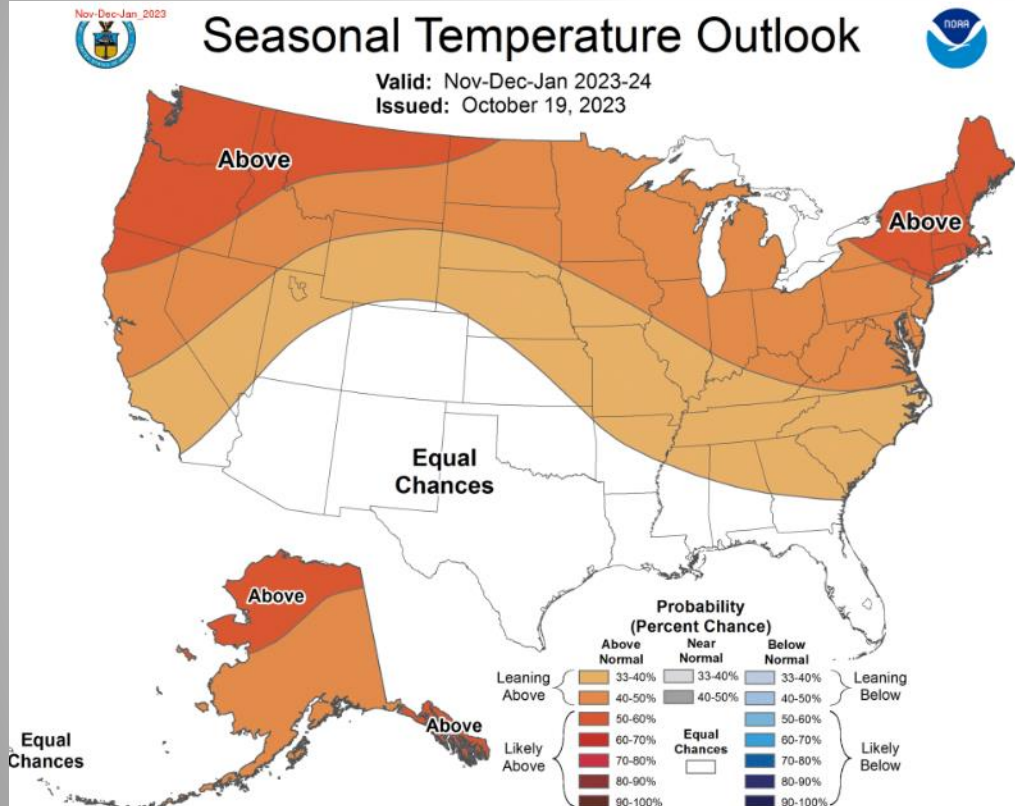 Nov-Dec-Jan_2023
Seasonal Temperature Outlook
NOAA
Valid: Nov-Dec-Jan 2023-24
Issued: October 19, 2023
Above
Above
Equal
Chances
Above
Above
Equal
Chances
Probability
(Percent Chance)
Above
Normal
Near
Normal
Below
Normal
Leaning
Above
33-40%
33-40%
33-40%
Leaning
Below
40-50%
40-50%
40-50%
Likely
Above
50-60%
60-70%
70-80%
80-90%
90-100%
Equal
Chances
50-60%
60-70%
70-80%
80-90%
90-100%
Likely
Below